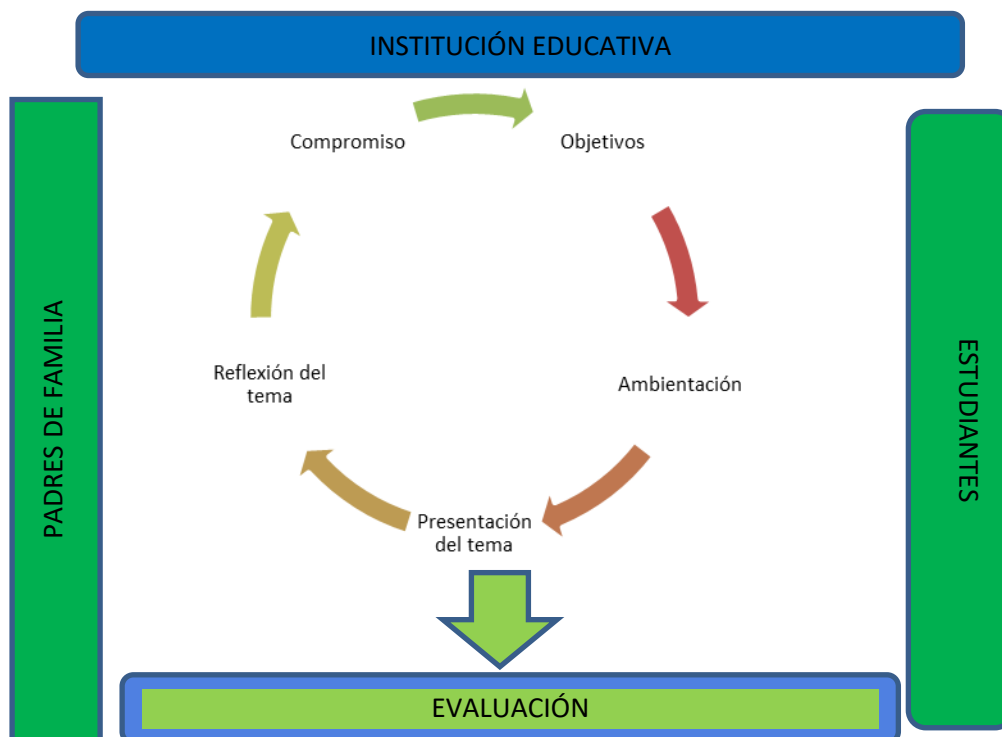 INSTITUCIÓN EDUCATIVA
Compromiso
Objetivos
PADRES DE FAMILIA
Reflexión del
tema
Ambientación
ESTUDIANTES
Presentación
del tema
EVALUACIÓN